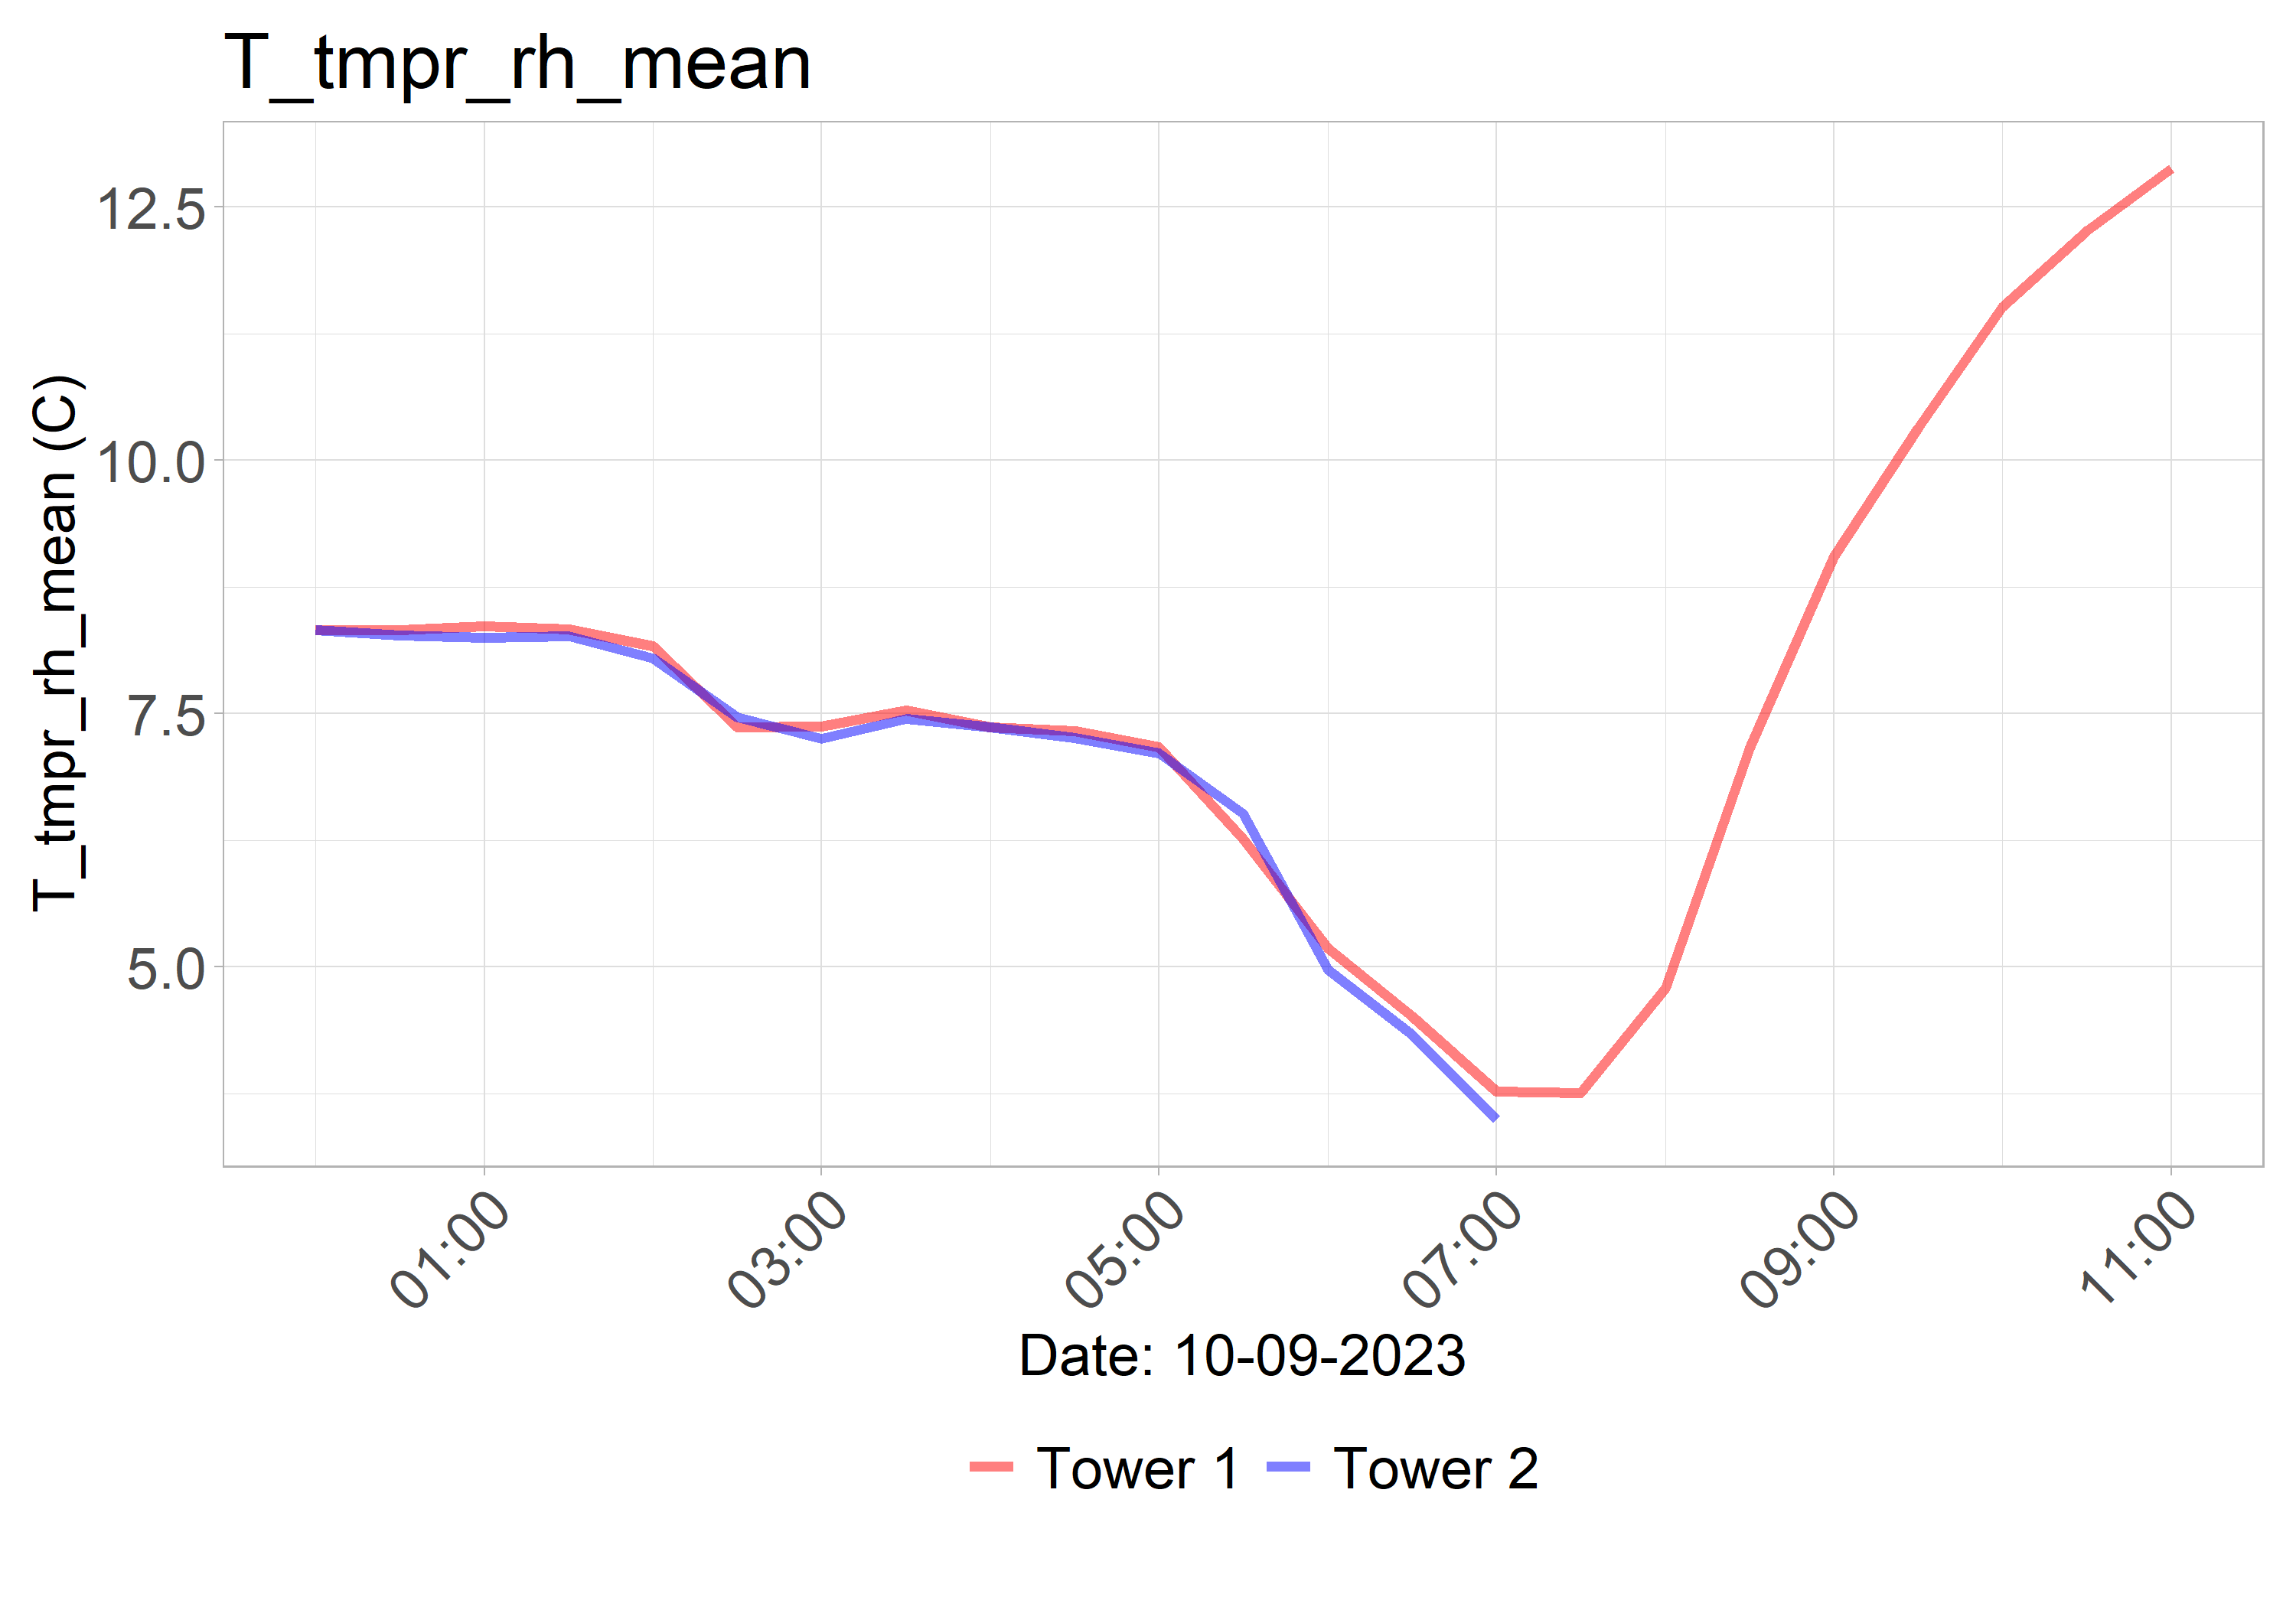 T_tmpr_rh_mean
T_tmpr_rh_mean (C)
12.5
10.0
7.5
5.0
01:00
03:00
05:00
07:00
09:00
11:00
Date: 10-09-2023
Tower 1
Tower 2